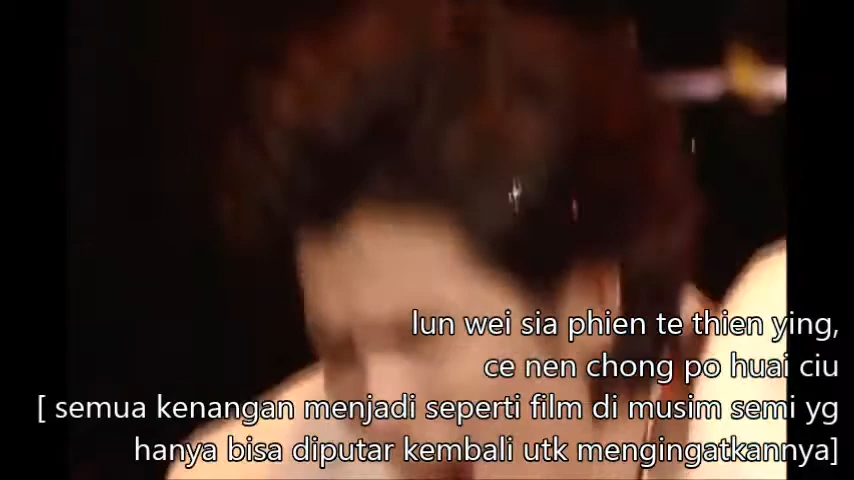 lun wei sia phien te thien ying,
ce nen chong po huai ciu
[ semua kenangan menjadi seperti film di musim semi yg
hanya bisa diputar kembali utk mengingatkannya]